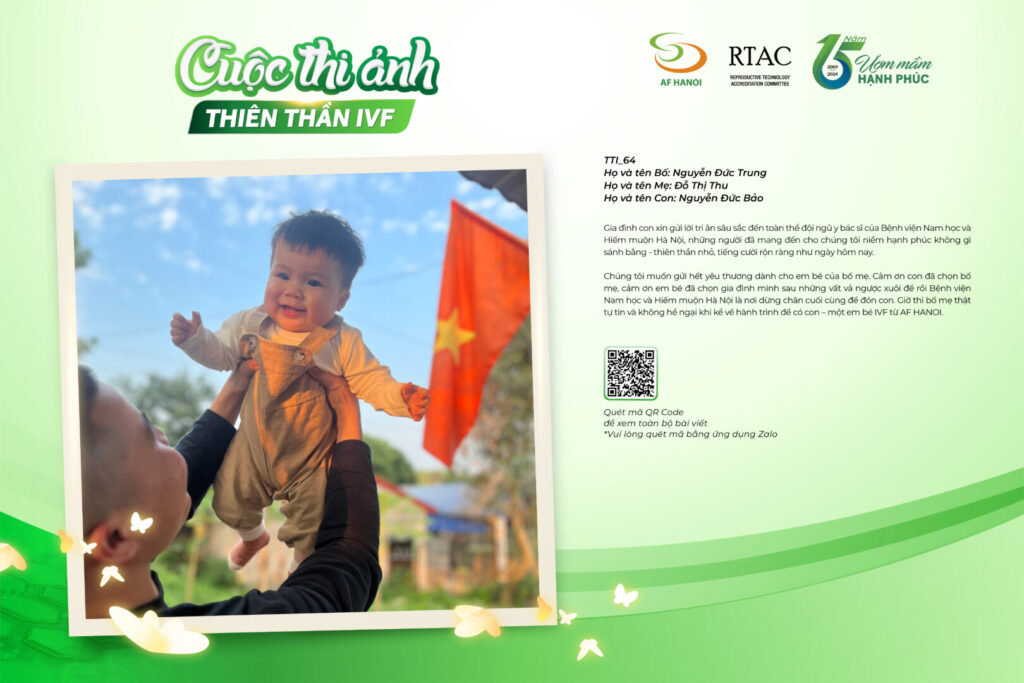 Cuộc thi ảnh
THIÊN THẦN IVF
AF HANOI
RTAC
REPRODUCTIVE TECHNOLOGY
ACCREDITATION COMMITTEE
15 Năm
2009
2024
Ươm mầm
HẠNH PHÚC
TTI_64
Họ và tên Bố: Nguyễn Đức Trung
Họ và tên Mẹ: Đỗ Thị Thu
Họ và tên Con: Nguyễn Đức Bảo
Gia đình con xin gửi lời tri ân sâu sắc đến toàn thể đội ngũ y bác sĩ của Bệnh viện Nam học và
Hiếm muộn Hà Nội, những người đã mang đến cho chúng tôi niềm hạnh phúc không gì
sánh bằng - thiên thần nhỏ, tiếng cười rộn ràng như ngày hôm nay.
Chúng tôi muốn gửi hết yêu thương dành cho em bé của bố mẹ. Cảm ơn con đã chọn bố
mẹ, cảm ơn em bé đã chọn gia đình mình sau những vất vả ngược xuôi để rồi Bệnh viện
Nam học và Hiếm muộn Hà Nội là nơi dừng chân cuối cùng để đón con. Giờ thì bố mẹ thật
tự tin và không hề ngại khi kể về hành trình để có con – một em bé IVF từ AF HANOI.
Quét mã QR Code
để xem toàn bộ bài viết
*Vui lòng quét mã bằng ứng dụng Zalo